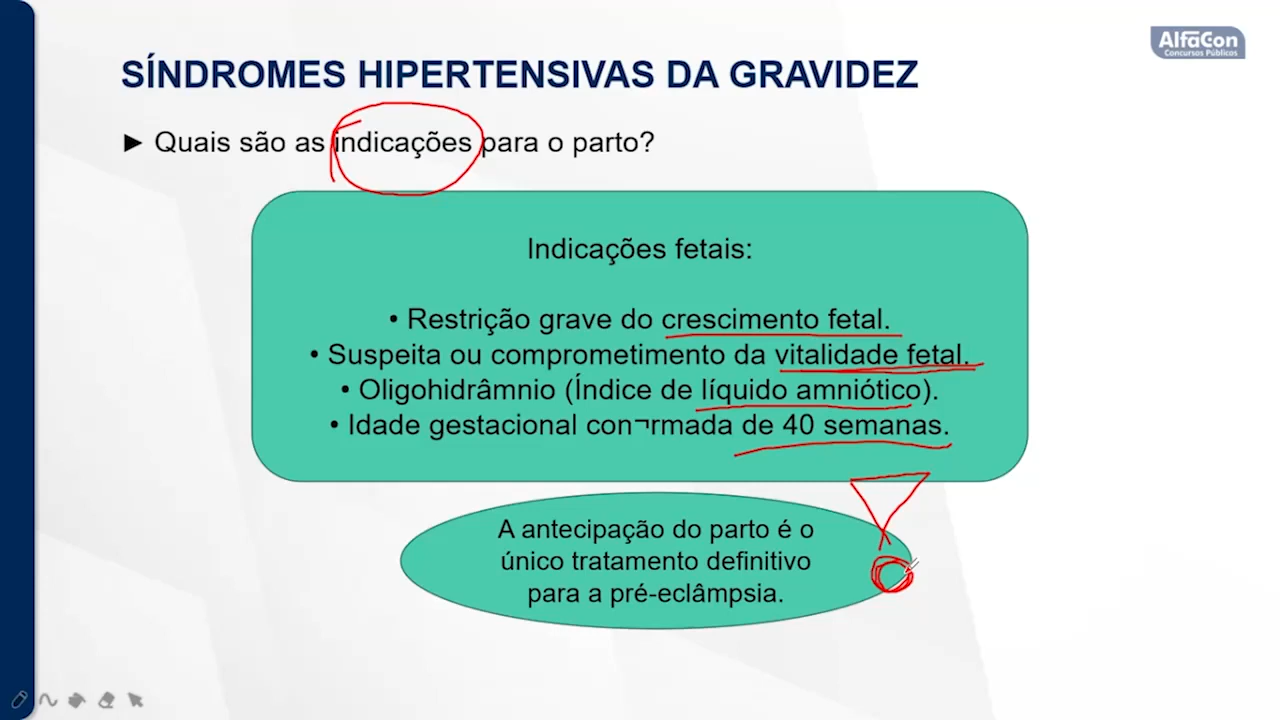 AlfaCon
Concursos Públicos
SÍNDROMES HIPERTENSIVAS DA GRAVIDEZ
► Quais são as indicações para o parto?
Indicações fetais:
• Restrição grave do crescimento fetal.
• Suspeita ou comprometimento da vitalidade fetal.
• Oligohidrâmnio (Índice de líquido amniótico).
• Idade gestacional con¬rmada de 40 semanas.
A antecipação do parto é o
único tratamento definitivo
para a pré-eclâmpsia.